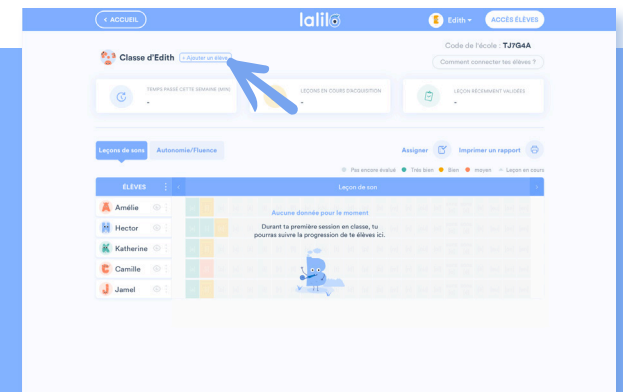 < ACCUEIL
lalilo
E
Edith
ACCÈS ÉLÈVES
Code de l'école : TJ7G4A
Classe d'Edith
+ Ajouter un élève
Comment connecter tes élèves ?
TEMPS PASSÉ CETTE SEMAINE (MIN)
-
LEÇONS EN COURS D'ACQUISITION
-
LEÇON RÉCEMMENT VALIDÉES
-
Leçons de sons
Autonomie/Fluence
Assigner
Imprimer un rapport
Pas encore évalué
Très bien
Bien
moyen
Leçon en cours
ÉLÈVES
Leçon de son
A Amélie
H Hector
K Katherine
C Camille
J Jamel
Aucune donnée pour le moment
Durant ta première session en classe, tu
pourras suivre la progression de te élèves ici.